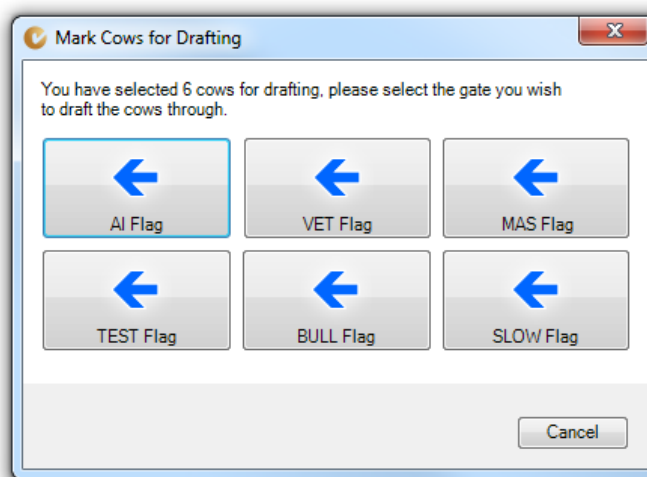 Mark Cows for Drafting
You have selected 6 cows for drafting, please select the gate you wish
to draft the cows through.
AI Flag
VET Flag
MAS Flag
TEST Flag
BULL Flag
SLOW Flag
Cancel